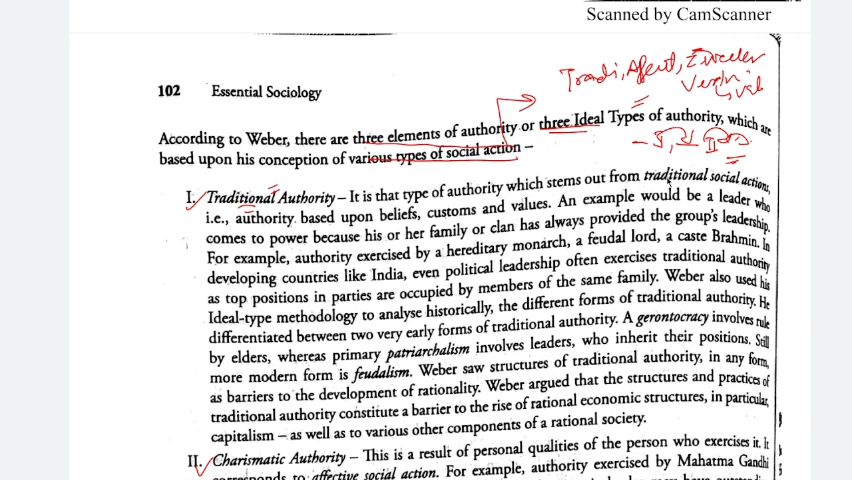 Scanned by CamScanner
102 Essential Sociology
According to Weber, there are three elements of authority or three Ideal Types of authority, which are
based upon his conception of various types of social action –
I. Traditional Authority – It is that type of authority which stems out from traditional social actions,
i.e., authority based upon beliefs, customs and values. An example would be a leader who
comes to power because his or her family or clan has always provided the group's leadership.
For example, authority exercised by a hereditary monarch, a feudal lord, a caste Brahmin. In
developing countries like India, even political leadership often exercises traditional authority
as top positions in parties are occupied by members of the same family. Weber also used his
Ideal-type methodology to analyse historically, the different forms of traditional authority. He
differentiated between two very early forms of traditional authority. A gerontocracy involves rule
by elders, whereas primary patriarchalism involves leaders, who inherit their positions. Still
more modern form is feudalism. Weber saw structures of traditional authority, in any form,
as barriers to the development of rationality. Weber argued that the structures and practices of
traditional authority constitute a barrier to the rise of rational economic structures, in particular,
capitalism – as well as to various other components of a rational society.
II. Charismatic Authority – This is a result of personal qualities of the person who exercises it. It
corresponds to affective social action. For example, authority exercised by Mahatma Gandhi